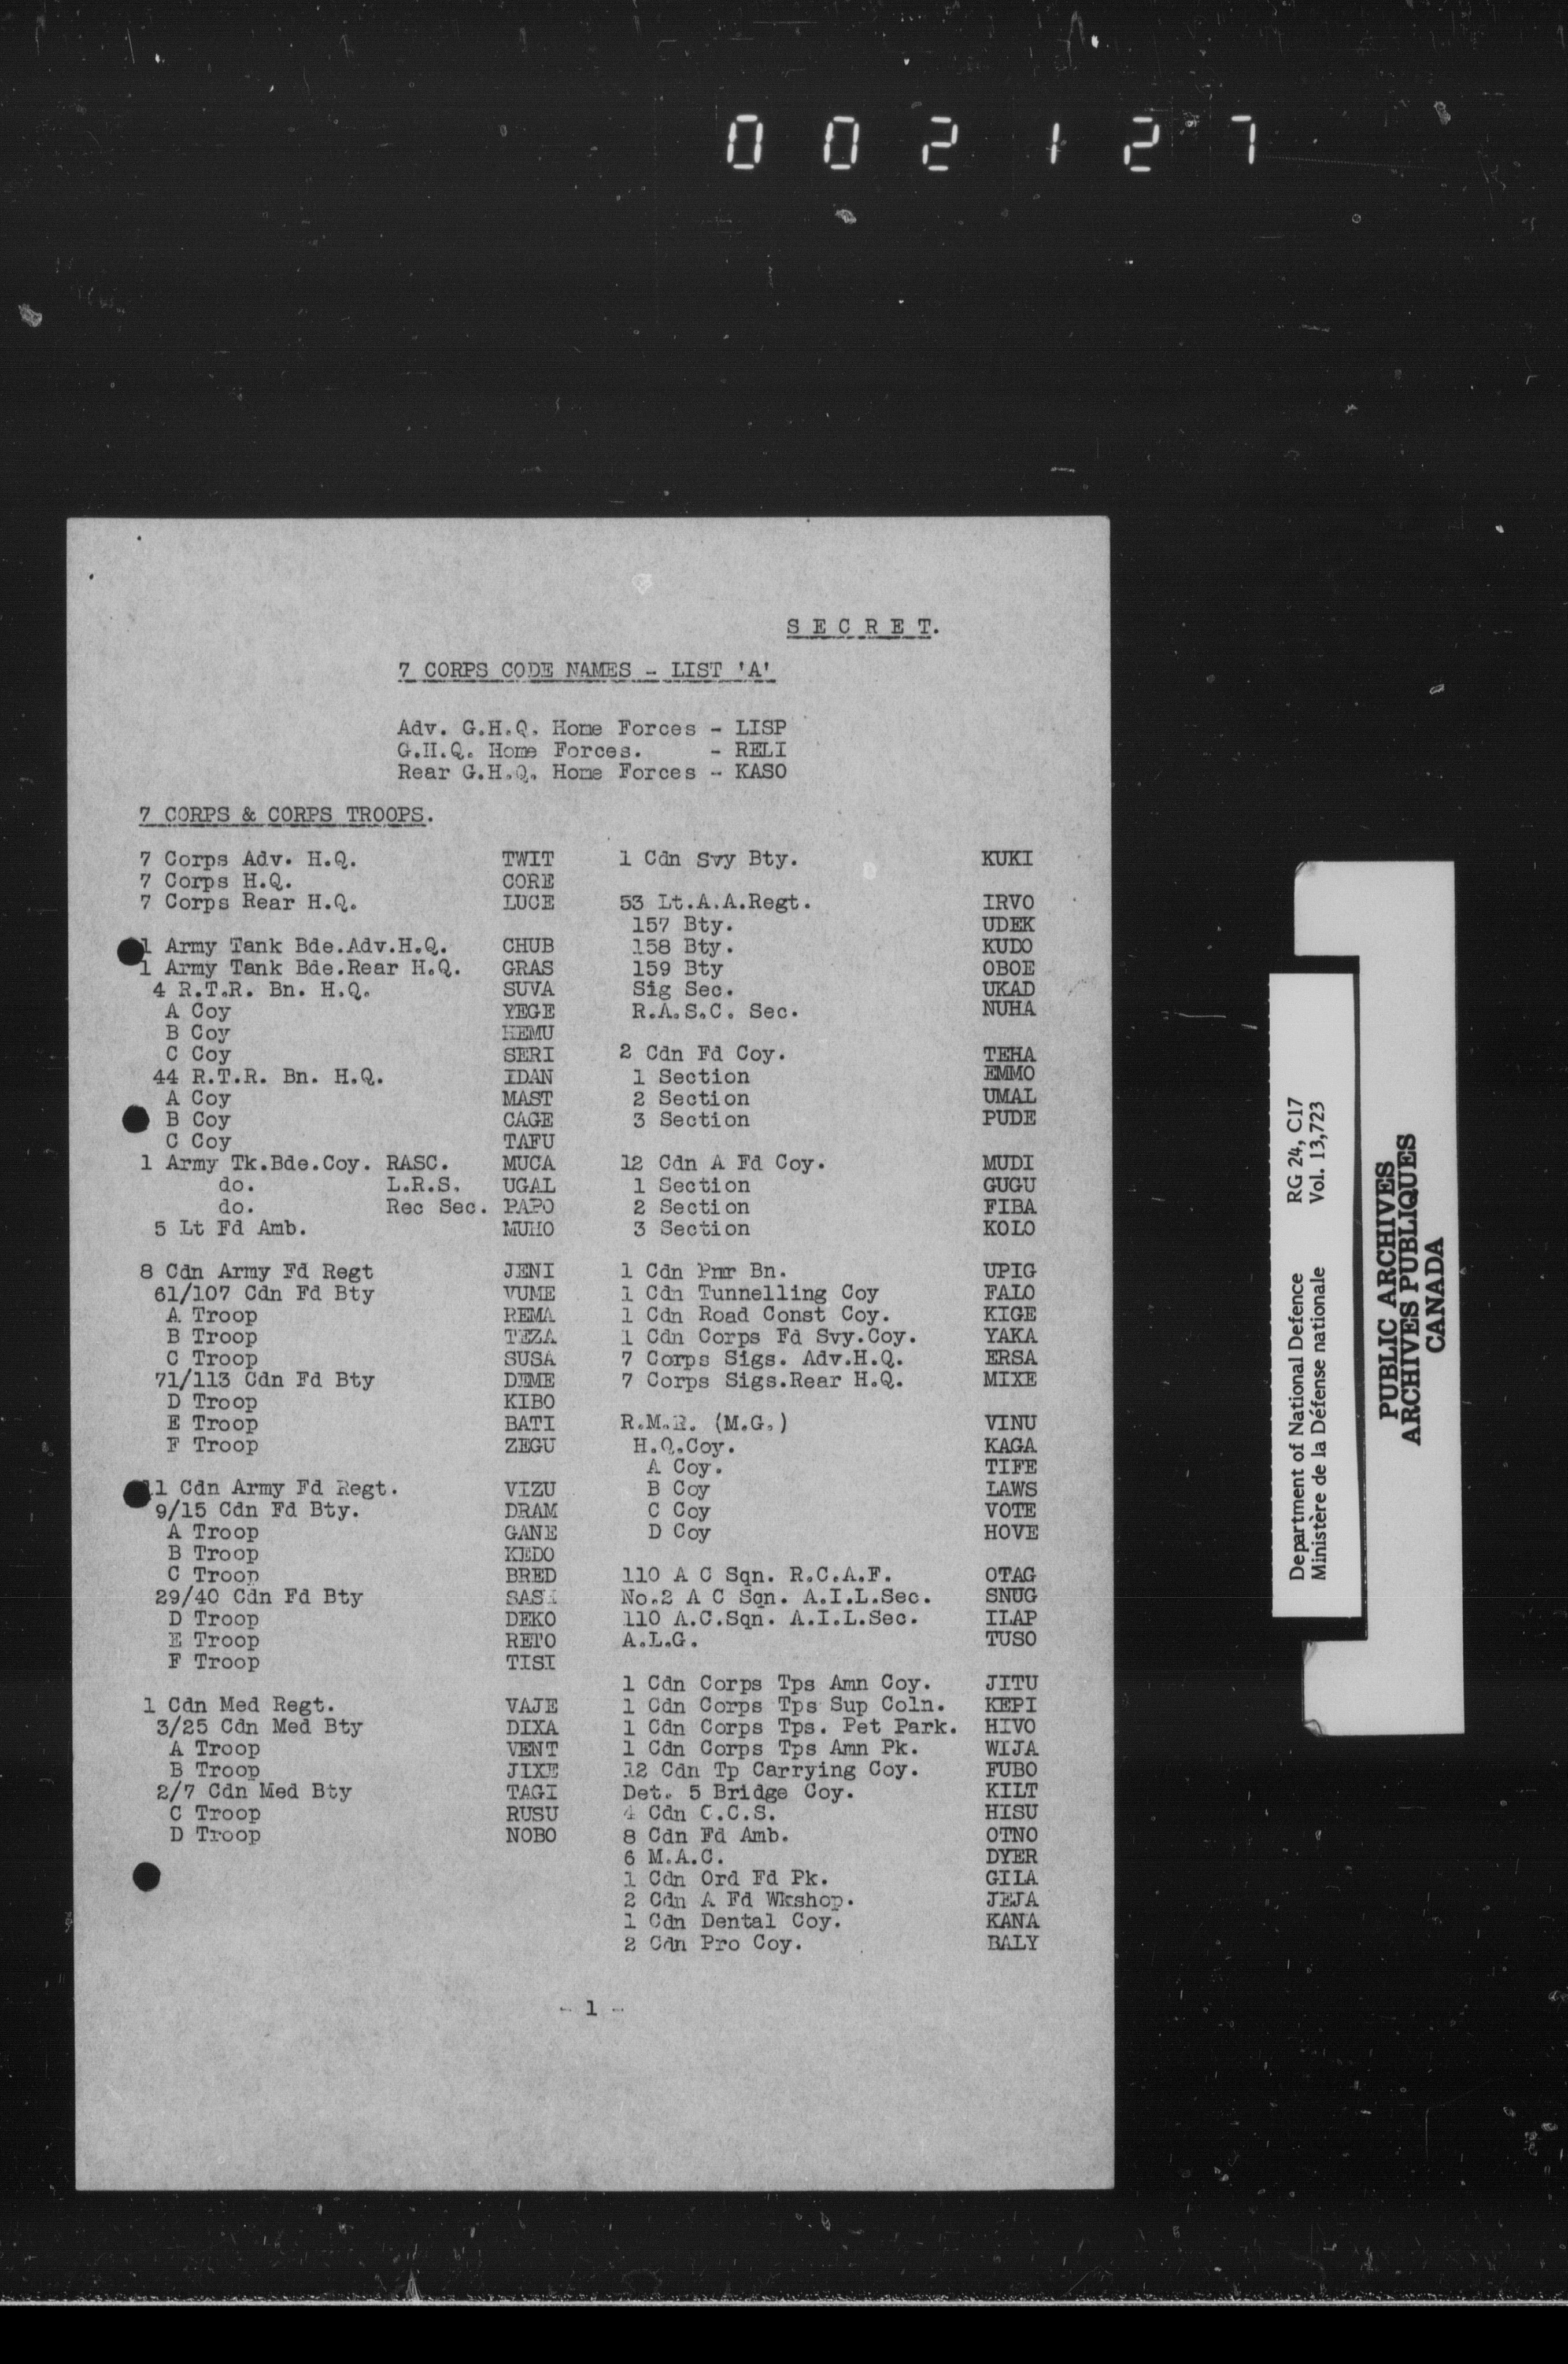 002127
S E C R E T.
7 CORPS CODE NAMES - LIST 'A'
Adv. G.H.Q. Home Forces - LISP
G.H.Q. Home Forces. - RELI
Rear G.H.Q. Home Forces - KASO
7 CORPS & CORPS TROOPS.
7 Corps Adv. H.Q. TWIT
7 Corps H.Q. CORE
7 Corps Rear H.Q. LUCE
1 Army Tank Bde.Adv.H.Q. CHUB
1 Army Tank Bde.Rear H.Q. GRAS
4 R.T.R. Bn. H.Q. SUVA
A Coy YEGE
B Coy HEMU
C Coy SERI
44 R.T.R. Bn. H.Q. IDAN
A Coy MAST
B Coy CAGE
C Coy TAFU
1 Army Tk.Bde.Coy. RASC. MUCA
do. L.R.S. UGAL
do. Rec Sec. PAPO
5 Lt Fd Amb. MUHO
8 Cdn Army Fd Regt JENI
61/107 Cdn Fd Bty VUME
A Troop REMA
B Troop TEZA
C Troop SUSA
71/113 Cdn Fd Bty DEME
D Troop KIBO
E Troop BATI
F Troop ZEGU
11 Cdn Army Fd Regt. VIZU
9/15 Cdn Fd Bty. DRAM
A Troop GANE
B Troop KEDO
C Troop BRED
29/40 Cdn Fd Bty
D Troop DEKO
E Troop RETO
F Troop TISI
1 Cdn Med Regt. VAJE
3/25 Cdn Med Bty DIXA
A Troop VENT
B Troop JIXE
2/7 Cdn Med Bty TAGI
C Troop RUSU
D Troop NOBO
1 Cdn Svy Bty. KUKI
53 Lt.A.A.Regt. IRVO
157 Bty. UDEK
158 Bty. KUDO
159 Bty OBOE
Sig Sec. UKAD
R.A.S.C. Sec. NUHA
2 Cdn Fd Coy. TEHA
1 Section EMMO
2 Section UMAL
3 Section PUDE
12 Cdn A Fd Coy. MUDI
1 Section GUGU
2 Section FIBA
3 Section KOLO
1 Cdn Pnr Bn. UPIG
1 Cdn Tunnelling Coy FALO
1 Cdn Road Const Coy. KIGE
1 Cdn Corps Fd Svy.Coy. YAKA
7 Corps Sigs. Adv.H.Q. ERSA
7 Corps Sigs.Rear H.Q. MIXE
R.M.R. (M.G.) VINU
H.Q.Coy. KAGA
A Coy. TIFE
B Coy LAWS
C Coy VOTE
D Coy HOVE
110 A C Sqn. R.C.A.F. OTAG
No.2 A C Sqn. A.I.L.Sec. SNUG
110 A.C.Sqn. A.I.L.Sec. ILAP
A.L.G. TUSO
1 Cdn Corps Tps Amn Coy. JITU
1 Cdn Corps Tps Sup Coln. KEPI
1 Cdn Corps Tps. Pet Park. HIVO
1 Cdn Corps Tps Amn Pk. WIJA
12 Cdn Tp Carrying Coy. FUBO
Det. 5 Bridge Coy. KILT
4 Cdn C.C.S. HISU
8 Cdn Fd Amb. OTNO
6 M.A.C. DYER
1 Cdn Ord Fd Pk. GILA
2 Cdn A Fd Wkshop. JEJA
1 Cdn Dental Coy. KANA
2 Cdn Pro Coy. BALY
- 1 -
Department of National Defence RG 24, C17
Ministère de la Défense nationale Vol. 13,723
PUBLIC ARCHIVES
ARCHIVES PUBLIQUES
CANADA